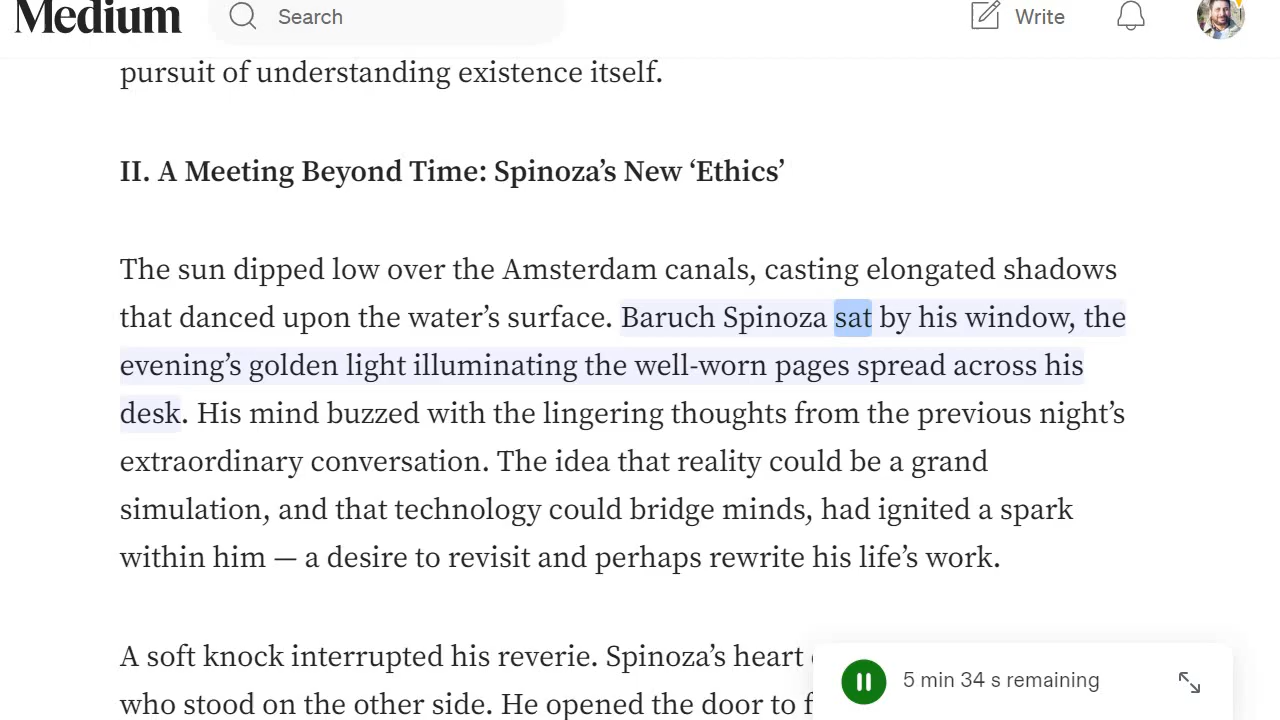 Medium
Search
Write
pursuit of understanding existence itself.
II. A Meeting Beyond Time: Spinoza’s New ‘Ethics’
The sun dipped low over the Amsterdam canals, casting elongated shadows
that danced upon the water’s surface. Baruch Spinoza sat by his window, the
evening’s golden light illuminating the well-worn pages spread across his
desk. His mind buzzed with the lingering thoughts from the previous night’s
extraordinary conversation. The idea that reality could be a grand
simulation, and that technology could bridge minds, had ignited a spark
within him — a desire to revisit and perhaps rewrite his life’s work.
A soft knock interrupted his reverie. Spinoza’s heart
who stood on the other side. He opened the door to
5 min 34 s remaining